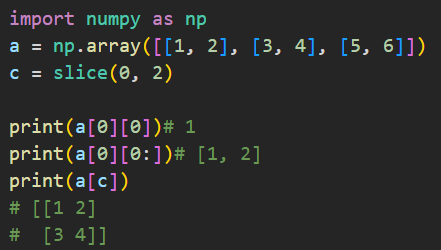 import numpy as np
a = np.array([[1, 2], [3, 4], [5, 6]])
c = slice(0, 2)

print(a[0][0])# 1
print(a[0][0:])# [1, 2]
print(a[c])
# [[1 2]
#  [3 4]]